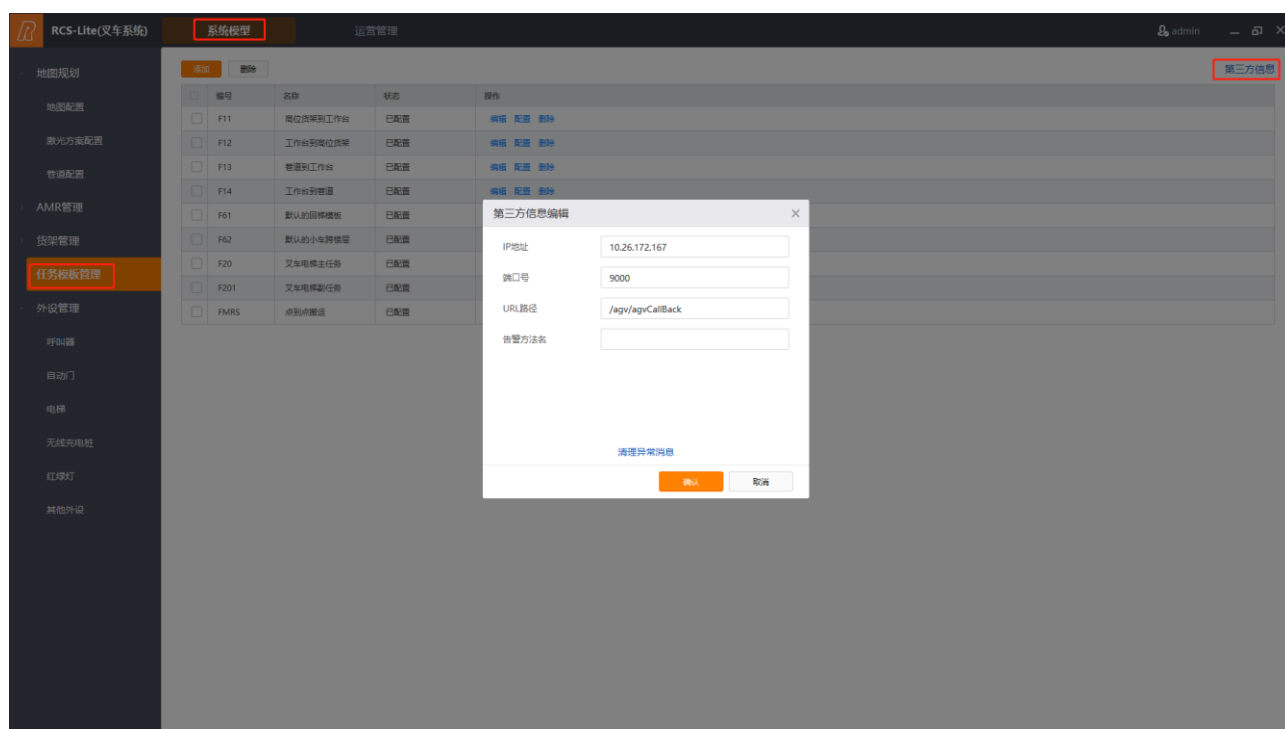 RCS-Lite(叉车系统) 系统模型 运营管理 admin
地图规划
地图配置
激光方案配置
巷道配置
AMR管理
货架管理
任务模板管理
外设管理
呼叫器
自动门
电梯
无线充电桩
红绿灯
其他外设
添加 删除 第三方信息
编号 名称 状态 操作
F11 高位货架到工作台 已配置 编辑 配置 删除
F12 工作台到高位货架 已配置 编辑 配置 删除
F13 巷道到工作台 已配置 编辑 配置 删除
F14 工作台到巷道 已配置 编辑 配置 删除
F61 默认的回梯模板 已配置
F62 默认的小车跨楼层 已配置
F20 叉车电梯主任务 已配置
F201 叉车电梯副任务 已配置
FMRS 点到点搬运 已配置
第三方信息编辑
IP地址 10.26.172.167
端口号 9000
URL路径 /agv/agvCallBack
告警方法名
清理异常消息
确认 取消